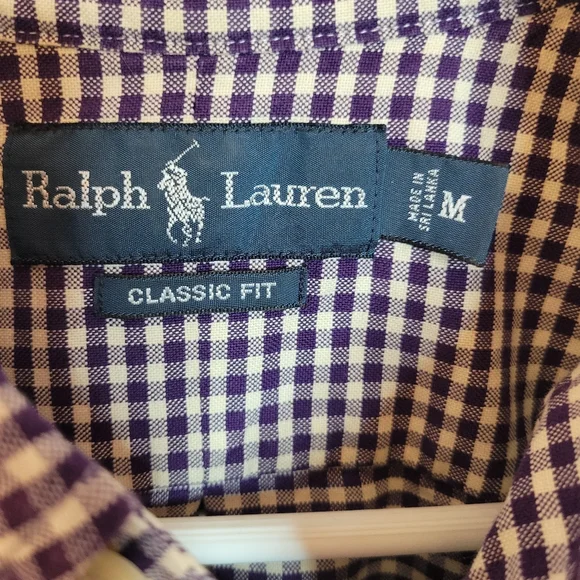 Ralph Lauren
MADE IN
SRI LANKA
M
CLASSIC FIT